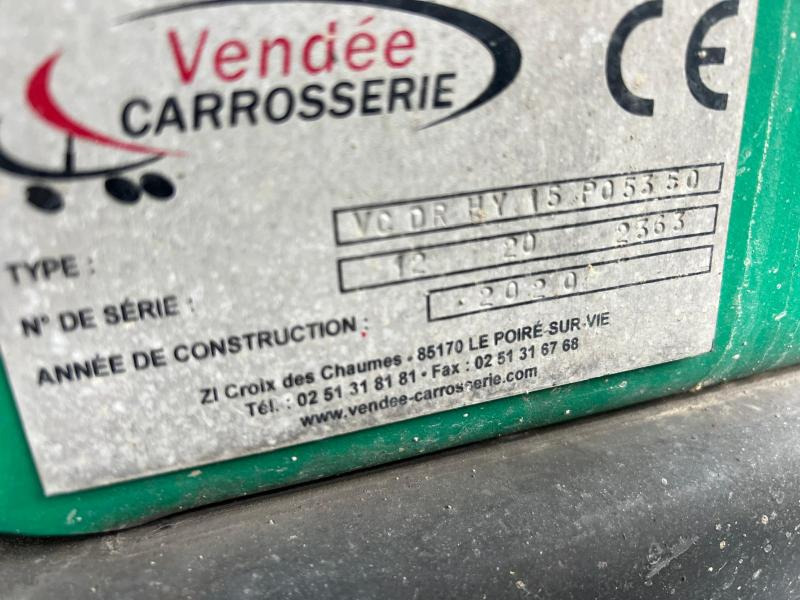 Vendée
CARROSSERIE
CE
TYPE : VC DR HY 15 P05350
N° DE SÉRIE : 12 20 2363
ANNÉE DE CONSTRUCTION : 2020
ZI Croix des Chaumes • 85170 LE POIRÉ-SUR-VIE
Tél. : 02 51 31 81 81 • Fax : 02 51 31 67 68
www.vendee-carrosserie.com